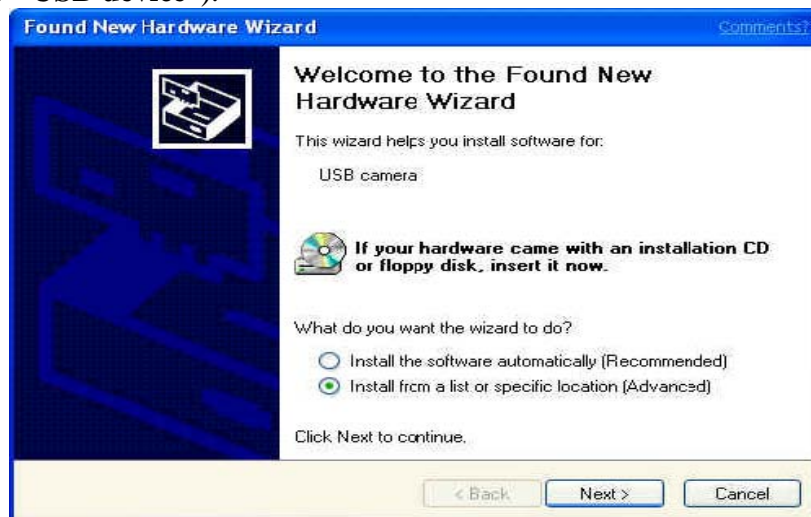 USB device").
Found New Hardware Wizard
Comments?
Welcome to the Found New
Hardware Wizard
This wizard helps you install software for:
USB camera
If your hardware came with an installation CD
or floppy disk, insert it now.
What do you want the wizard to do?
Install the software automatically (Recommended)
Install from a list or specific location (Advanced)
Click Next to continue.
< Back Next > Cancel